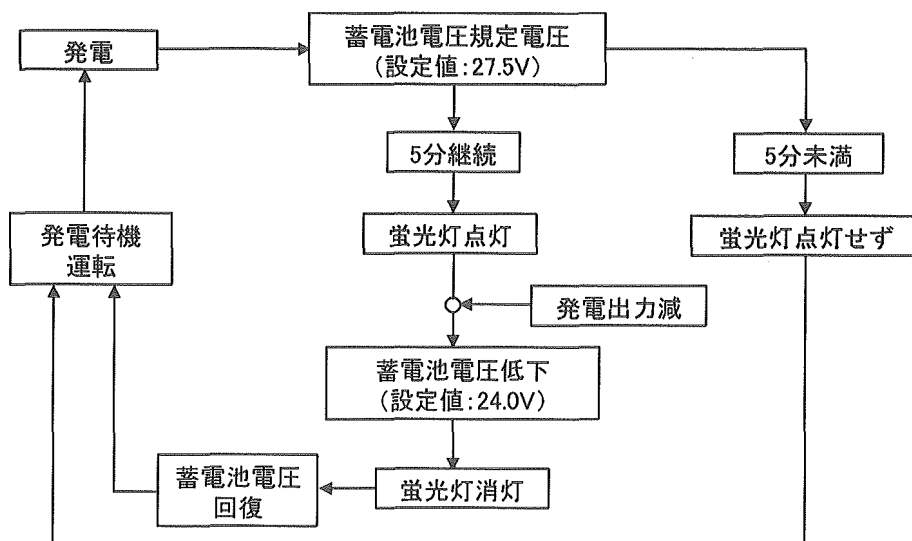 発電
蓄電池電圧規定電圧
(設定値:27.5V)
5分継続
5分未満
発電待機
運転
蛍光灯点灯
蛍光灯点灯せず
発電出力減
蓄電池電圧低下
(設定値:24.0V)
蓄電池電圧
回復
蛍光灯消灯